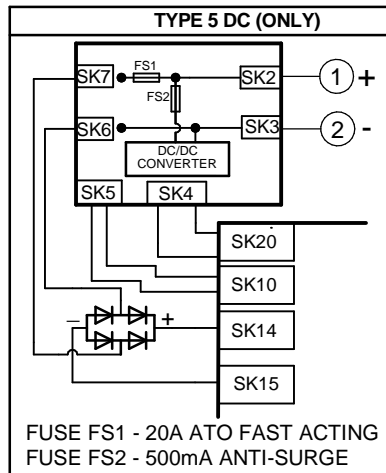 TYPE 5 DC (ONLY)
SK7
FS1
SK2
1
+
FS2
SK6
SK3
2
-
DC/DC
CONVERTER
SK5
SK4
SK20
SK10
−
+
SK14
SK15
FUSE FS1 - 20A ATO FAST ACTING
FUSE FS2 - 500mA ANTI-SURGE